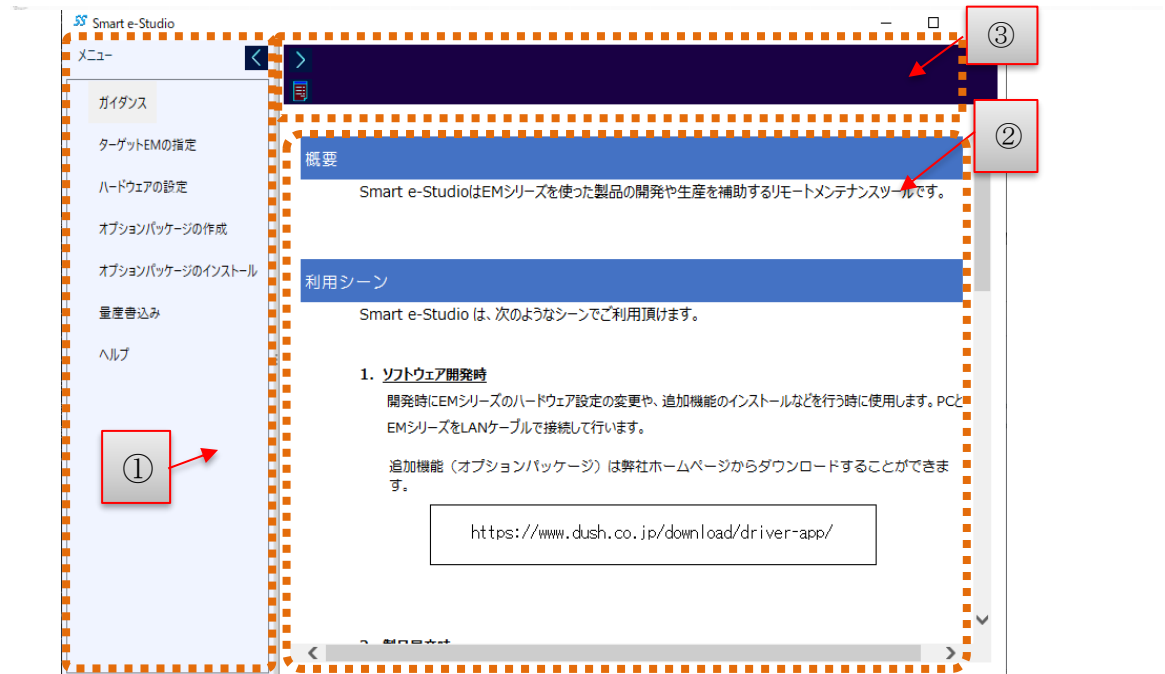 Smart e-Studio
③
メニュー
ガイダンス
ターゲットEMの指定
ハードウェアの設定
オプションパッケージの作成
オプションパッケージのインストール
量産書込み
ヘルプ
①
②
概要
Smart e-StudioはEMシリーズを使った製品の開発や生産を補助するリモートメンテナンスツールです。
利用シーン
Smart e-Studio は、次のようなシーンでご利用頂けます。
1. ソフトウェア開発時
開発時にEMシリーズのハードウェア設定の変更や、追加機能のインストールなどを行う時に使用します。PCと
EMシリーズをLANケーブルで接続して行います。
追加機能（オプションパッケージ）は弊社ホームページからダウンロードすることができま
す。
https://www.dush.co.jp/download/driver-app/